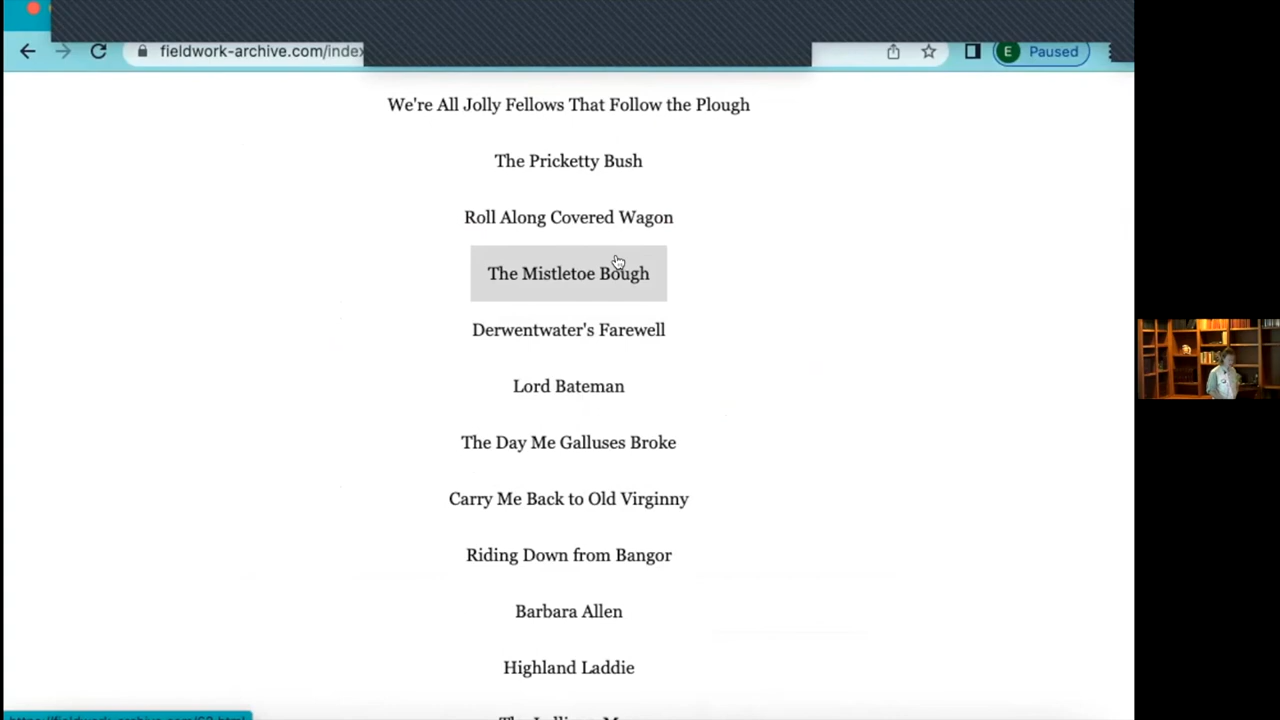 fieldwork-archive.com/index
E Paused
We're All Jolly Fellows That Follow the Plough
The Pricketty Bush
Roll Along Covered Wagon
The Mistletoe Bough
Derwentwater's Farewell
Lord Bateman
The Day Me Galluses Broke
Carry Me Back to Old Virginny
Riding Down from Bangor
Barbara Allen
Highland Laddie